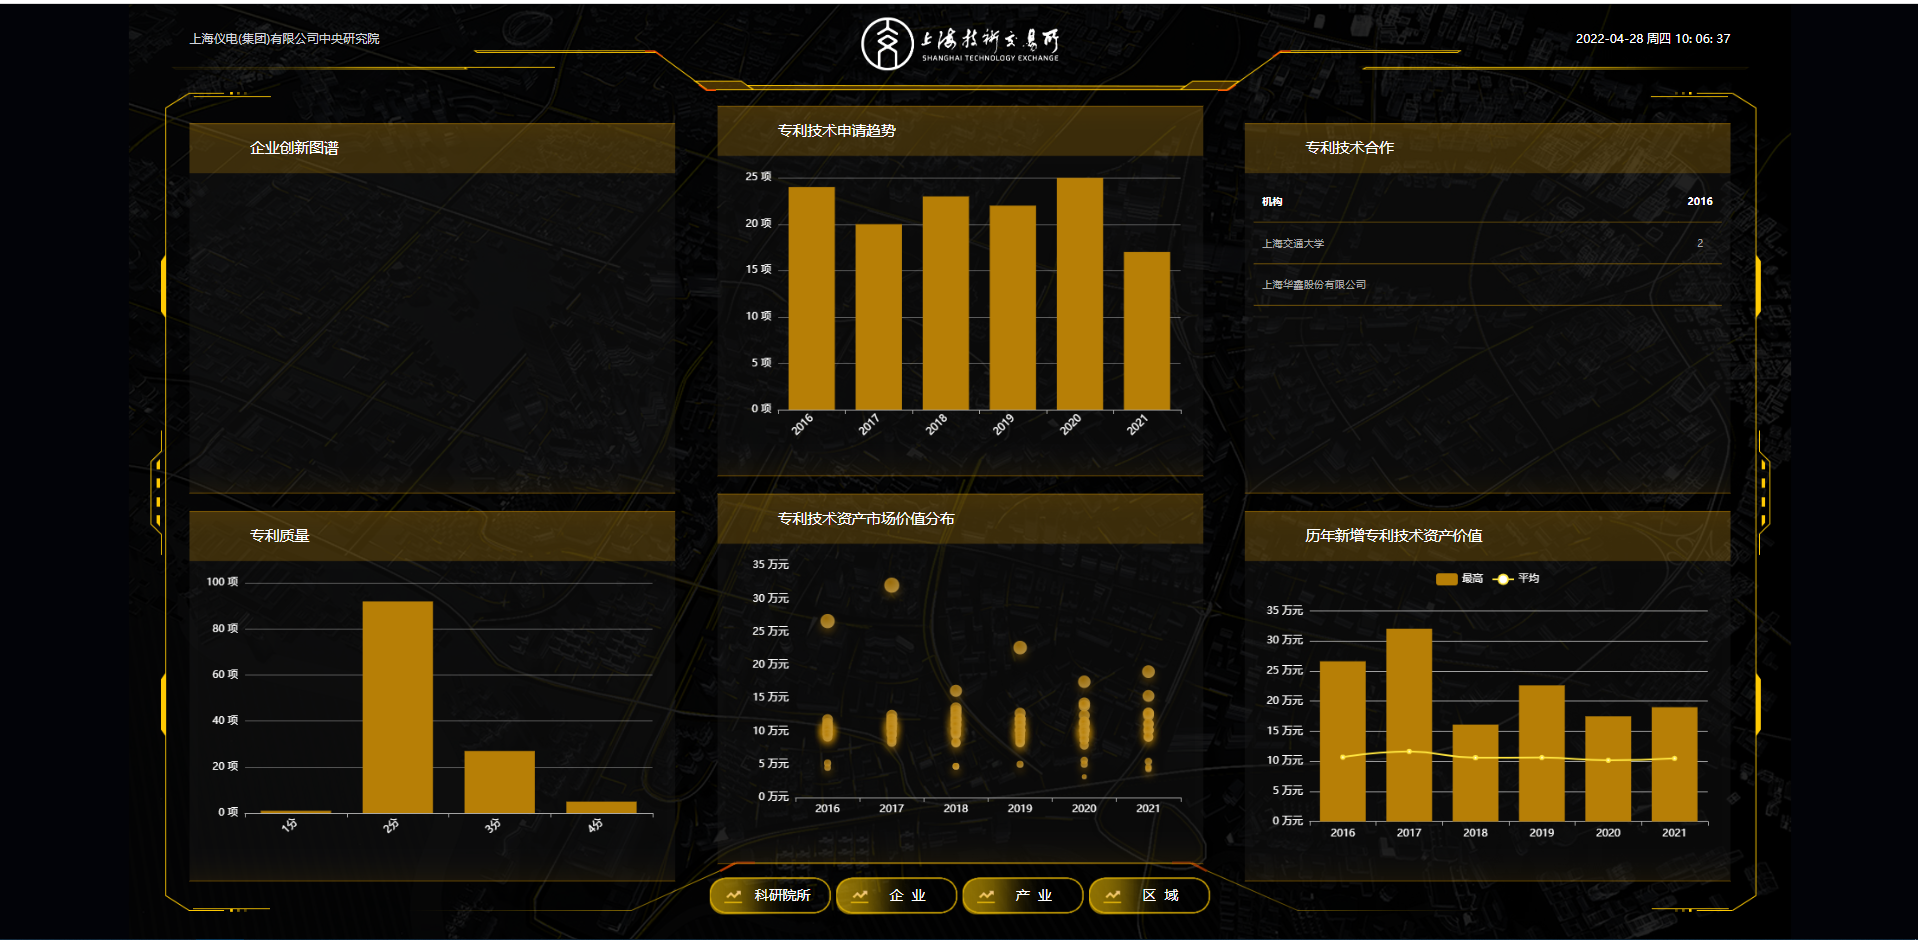 上海仪电(集团)有限公司中央研究院
上海技术交易所
SHANGHAI TECHNOLOGY EXCHANGE
2022-04-28 周四 10: 06: 37
企业创新图谱
专利技术申请趋势
25 项
20 项
15 项
10 项
5 项
0 项
2016 2017 2018 2019 2020 2021
专利技术合作
机构 2016
上海交通大学 2
上海华鑫股份有限公司
专利质量
100 项
80 项
60 项
40 项
20 项
0 项
1分 2分 3分 4分
专利技术资产市场价值分布
35 万元
30 万元
25 万元
20 万元
15 万元
10 万元
5 万元
0 万元
2016 2017 2018 2019 2020 2021
历年新增专利技术资产价值
最高 平均
35 万元
30 万元
25 万元
20 万元
15 万元
10 万元
5 万元
0 万元
2016 2017 2018 2019 2020 2021
科研院所 企 业 产 业 区 域